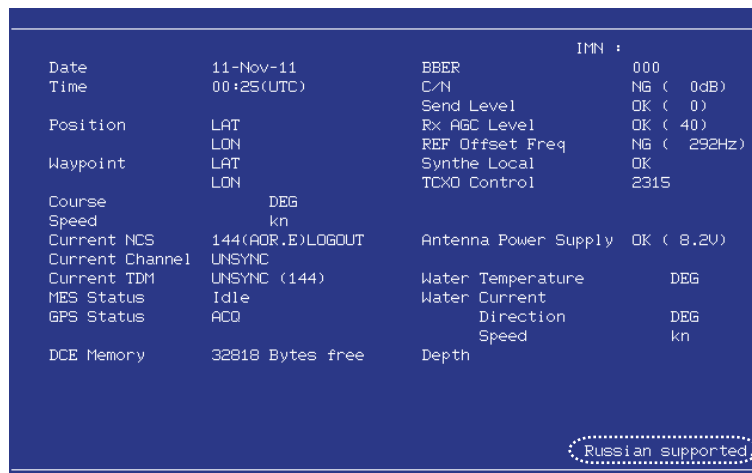 IMN :
Date 11-Nov-11 BBER 000
Time 00:25(UTC) C/N NG ( 0dB)
Send Level OK ( 0)
Position LAT Rx AGC Level OK ( 40)
LON REF Offset Freq NG ( 292Hz)
Waypoint LAT Synthe Local OK
LON TCXO Control 2315
Course DEG
Speed kn
Current NCS 144(AOR.E)LOGOUT Antenna Power Supply OK ( 8.2V)
Current Channel UNSYNC
Current TDM UNSYNC (144) Water Temperature DEG
MES Status Idle Water Current
GPS Status ACQ Direction DEG
Speed kn
DCE Memory 32818 Bytes free Depth
Russian supported